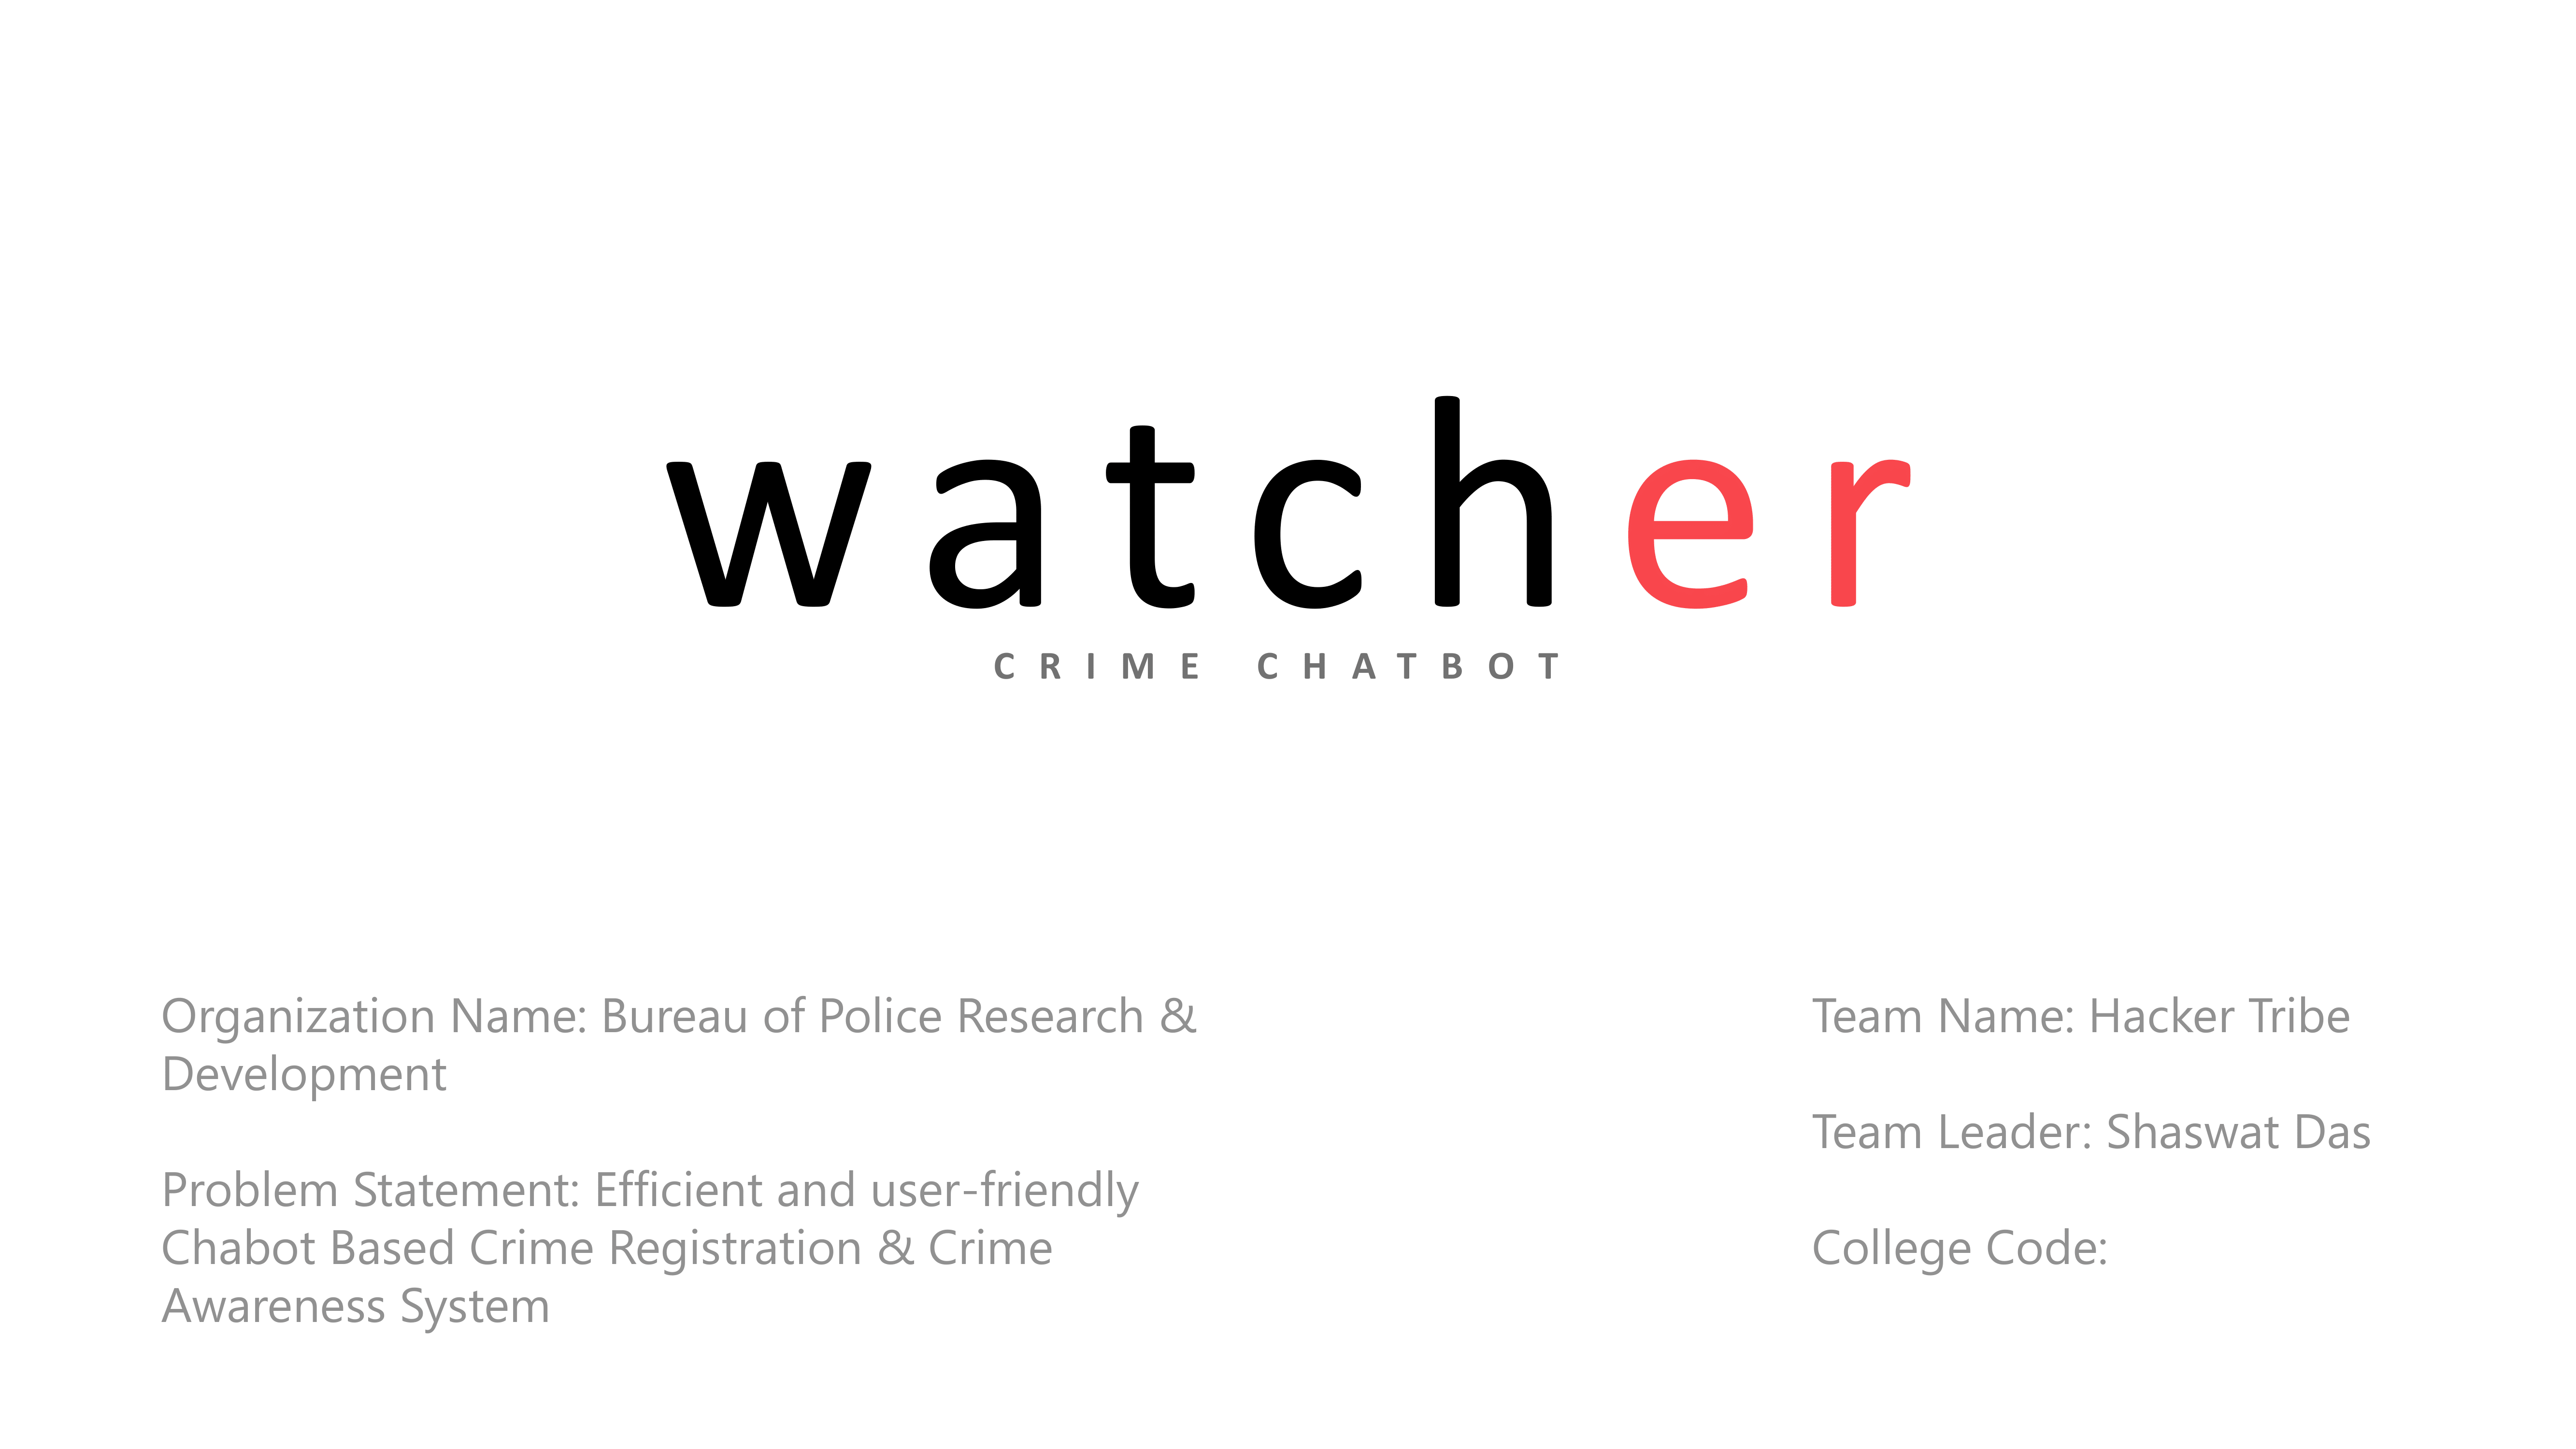 watcher
CRIME CHATBOT
Organization Name: Bureau of Police Research &
Development
Problem Statement: Efficient and user-friendly
Chabot Based Crime Registration & Crime
Awareness System
Team Name: Hacker Tribe
Team Leader: Shaswat Das
College Code: